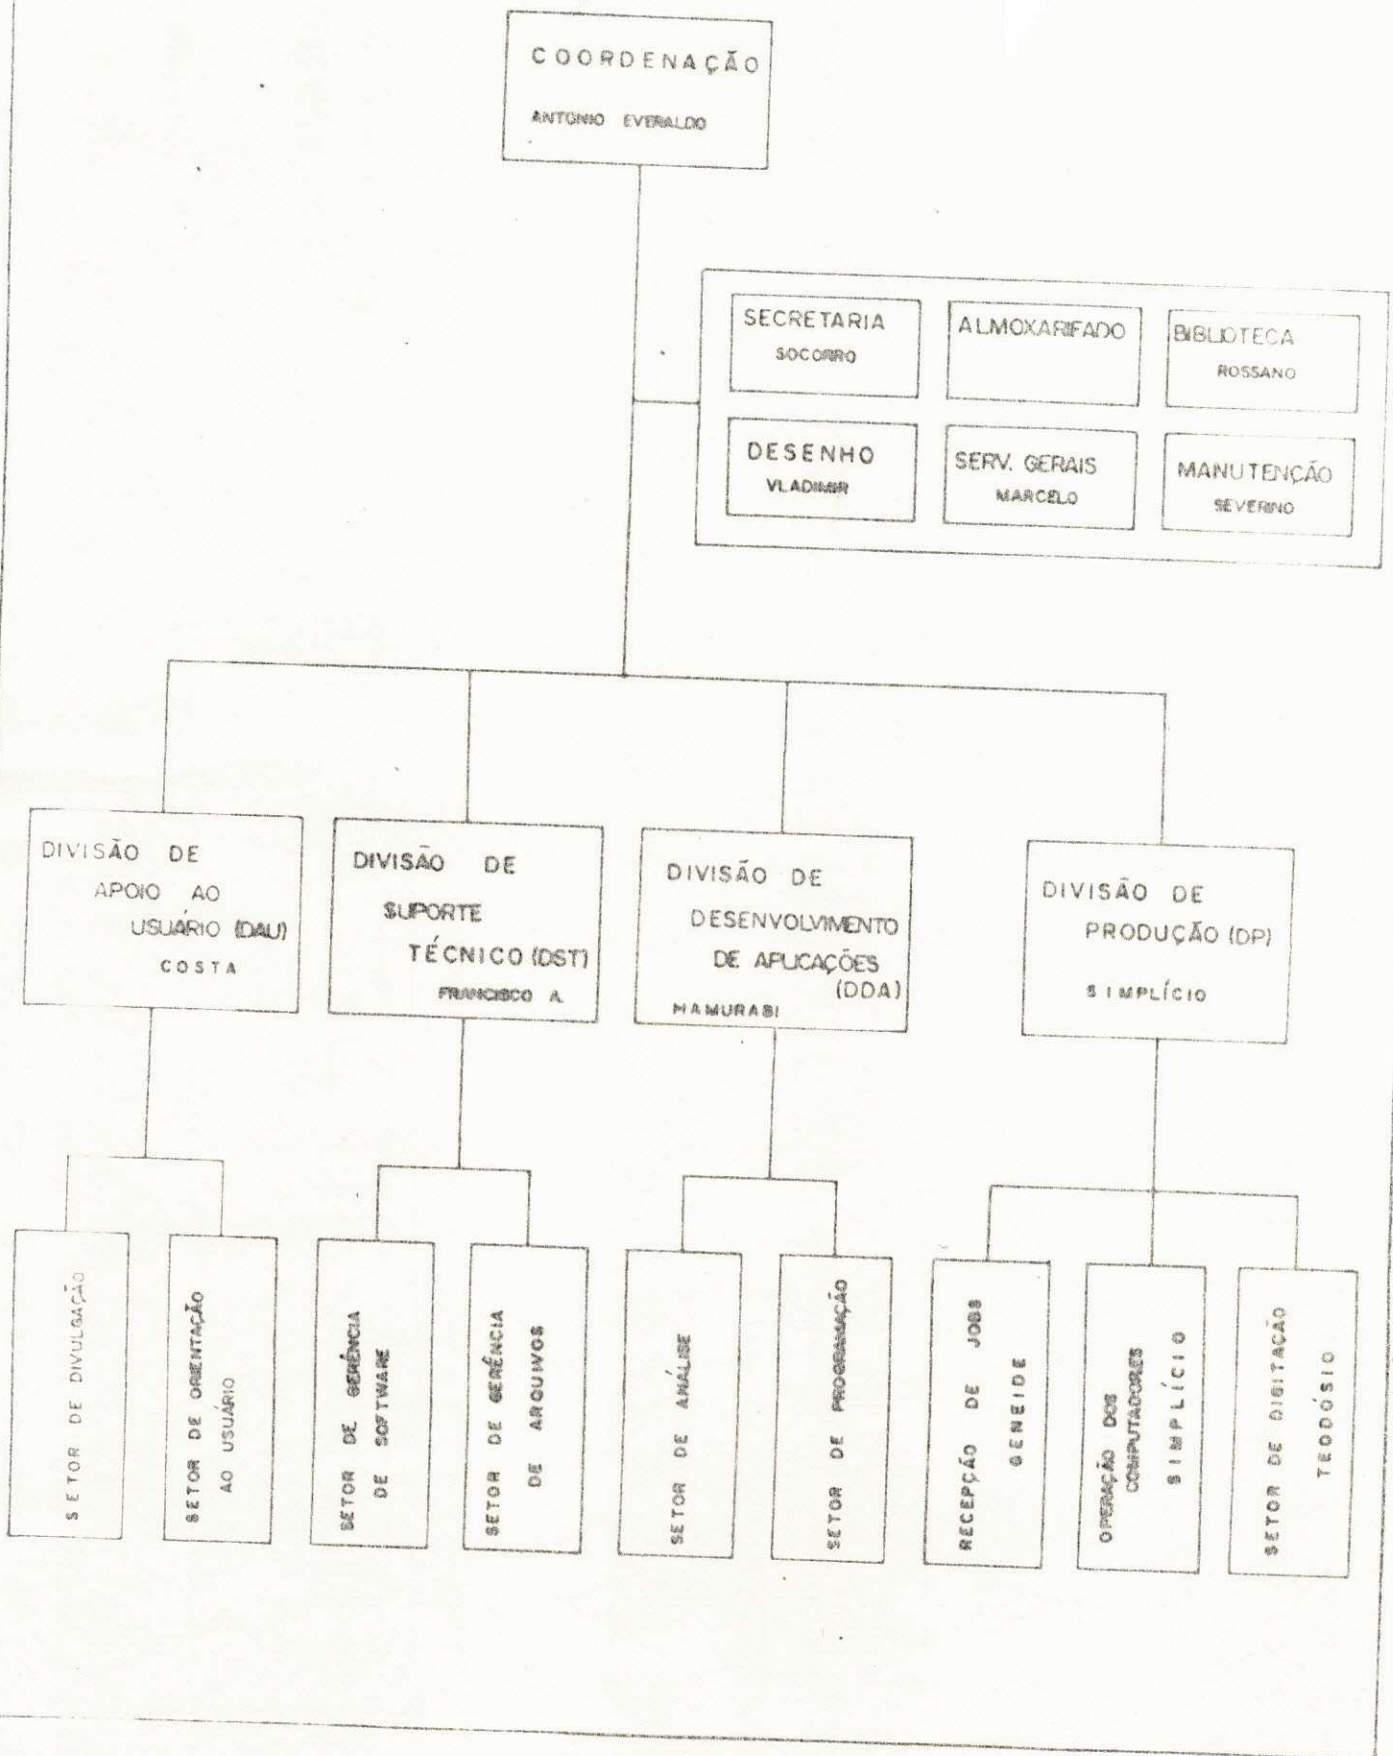 COORDENAÇÃO
ANTONIO EVERALDO
SECRETARIA
SOCORRO
ALMOXARIFADO
BIBLIOTECA
ROSSANO
DESENHO
VLADIMIR
SERV. GERAIS
MARCELO
MANUTENÇÃO
SEVERINO
DIVISÃO DE
APOIO AO
USUÁRIO (DAU)
COSTA
DIVISÃO DE
SUPORTE
TÉCNICO (DST)
FRANCISCO A.
DIVISÃO DE
DESENVOLVIMENTO
DE APLICAÇÕES
(DDA)
HAMURABI
DIVISÃO DE
PRODUÇÃO (DP)
SIMPLÍCIO
SETOR DE DIVULGAÇÃO
SETOR DE ORIENTAÇÃO
AO USUÁRIO
SETOR DE GERÊNCIA
DE SOFTWARE
SETOR DE GERÊNCIA
DE ARQUIVOS
SETOR DE ANÁLISE
SETOR DE PROGRAMAÇÃO
RECEPÇÃO DE JOBS
GENEIDE
OPERAÇÃO DOS
COMPUTADORES
SIMPLÍCIO
SETOR DE DIGITAÇÃO
TEODÓSIO